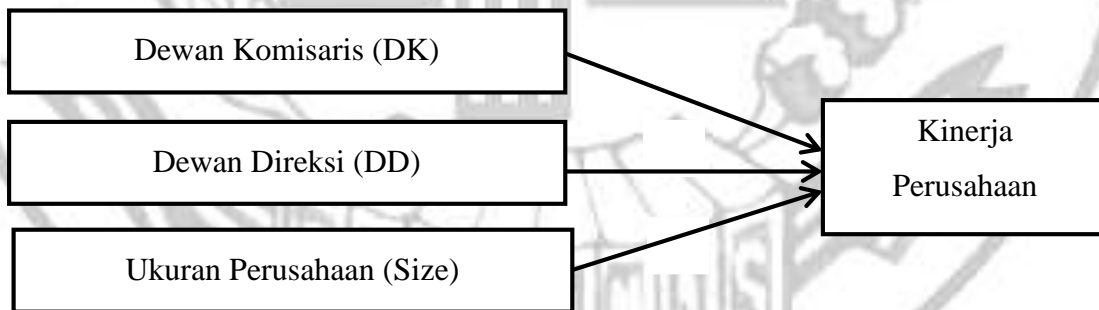 Dewan Komisaris (DK)
Dewan Direksi (DD)
Ukuran Perusahaan (Size)
Kinerja
Perusahaan